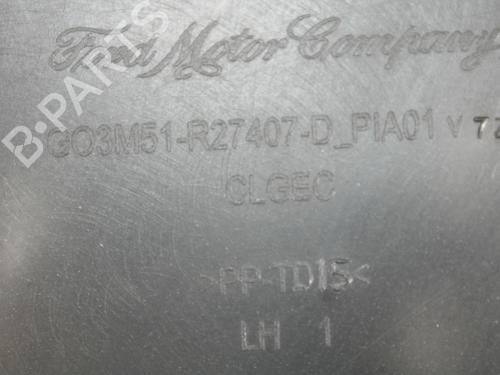 Ford Motor Company
GO3M51-R27407-D_PIA01 V
CLGEC
>PP-TD15<
LH 1
B-PARTS